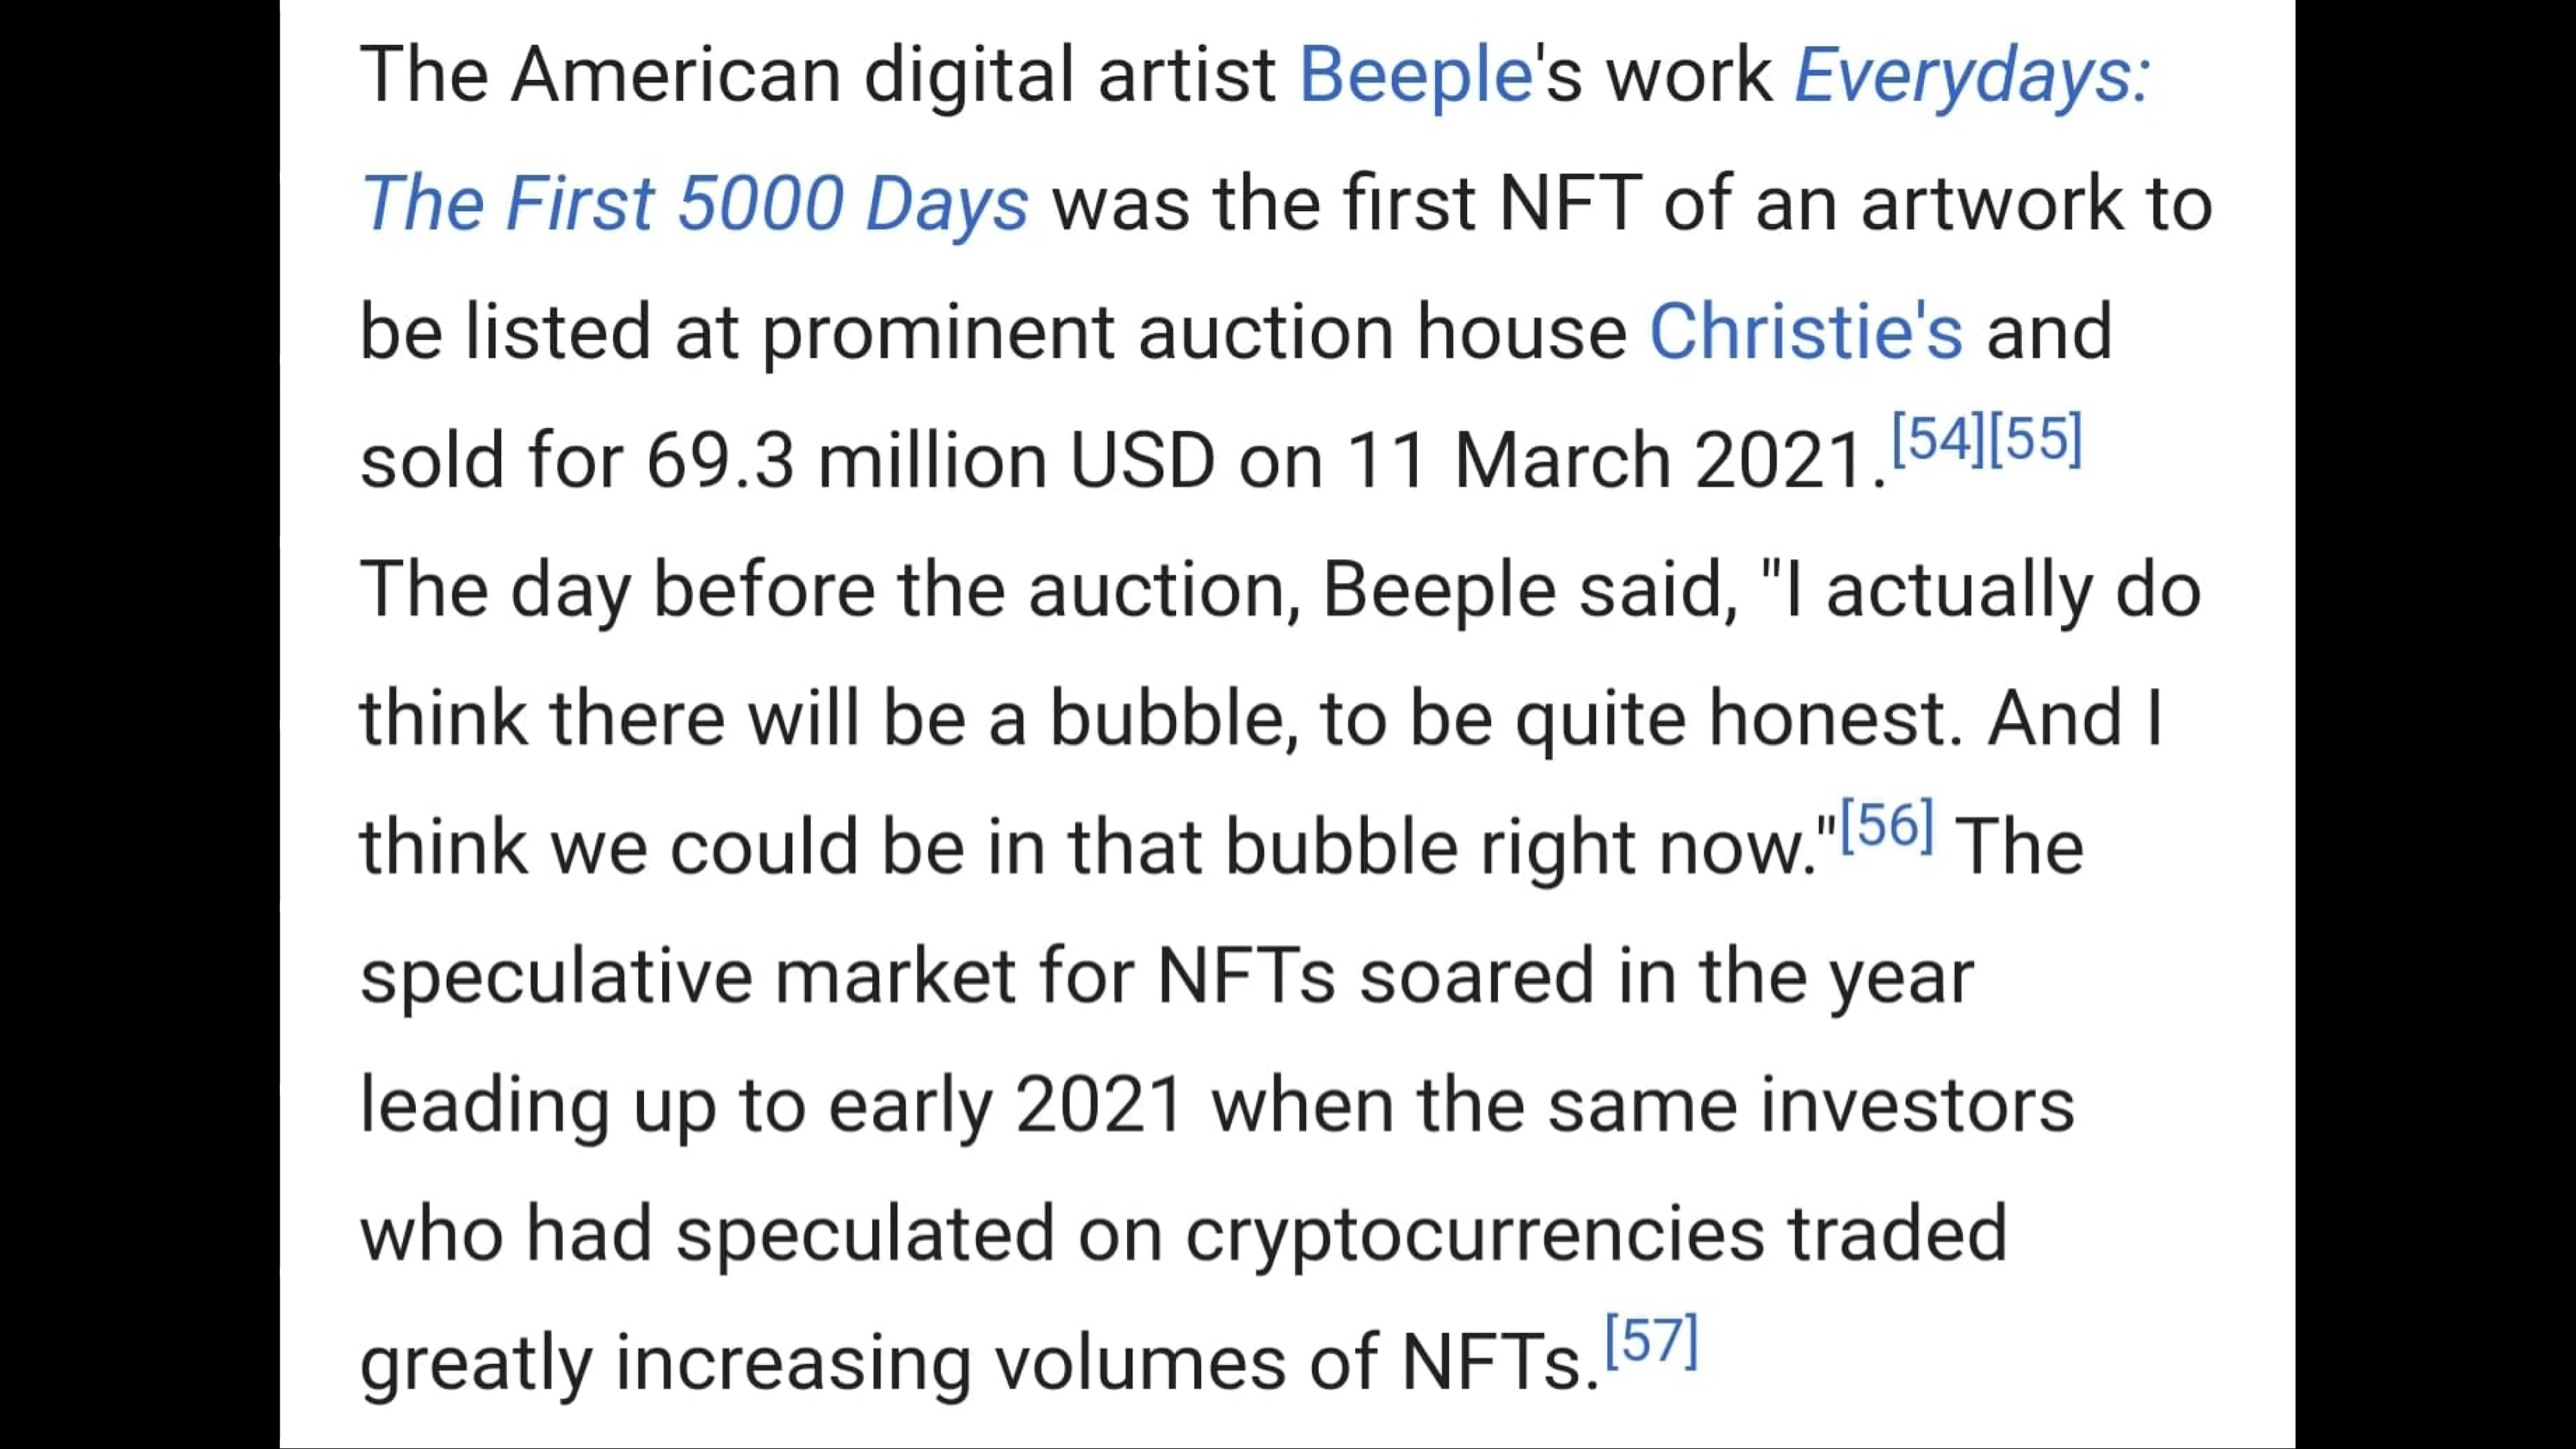 The American digital artist Beeple's work Everydays:
The First 5000 Days was the first NFT of an artwork to
be listed at prominent auction house Christie's and
sold for 69.3 million USD on 11 March 2021.[54][55]
The day before the auction, Beeple said, "I actually do
think there will be a bubble, to be quite honest. And I
think we could be in that bubble right now."[56] The
speculative market for NFTs soared in the year
leading up to early 2021 when the same investors
who had speculated on cryptocurrencies traded
greatly increasing volumes of NFTs.[57]